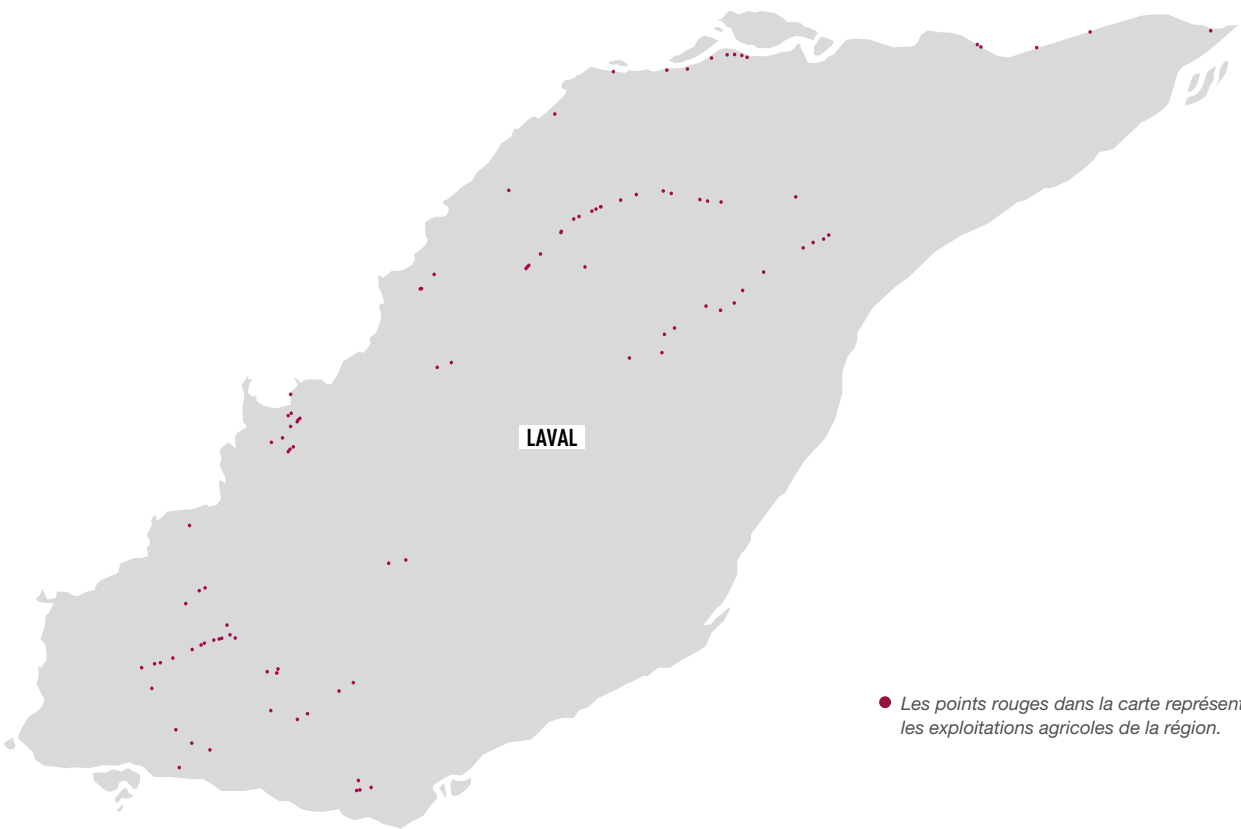 LAVAL
Les points rouges dans la carte représent
les exploitations agricoles de la région.